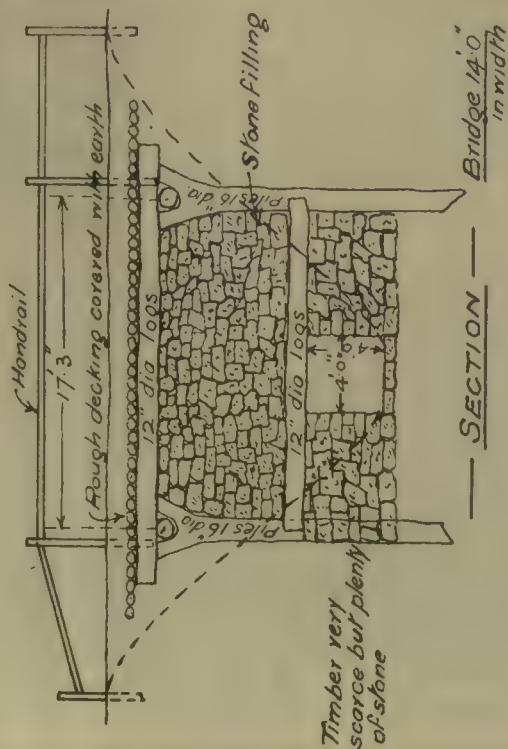 Handrail
17'.3"
Rough decking covered with earth
12" dia logs
Piles 16" dia
Piles 16" dia
Stone filling
12" dia logs
4'.0"
4'.0"
Timber very
scarce but plenty
of stone
— SECTION —
Bridge 14'.0"
in width